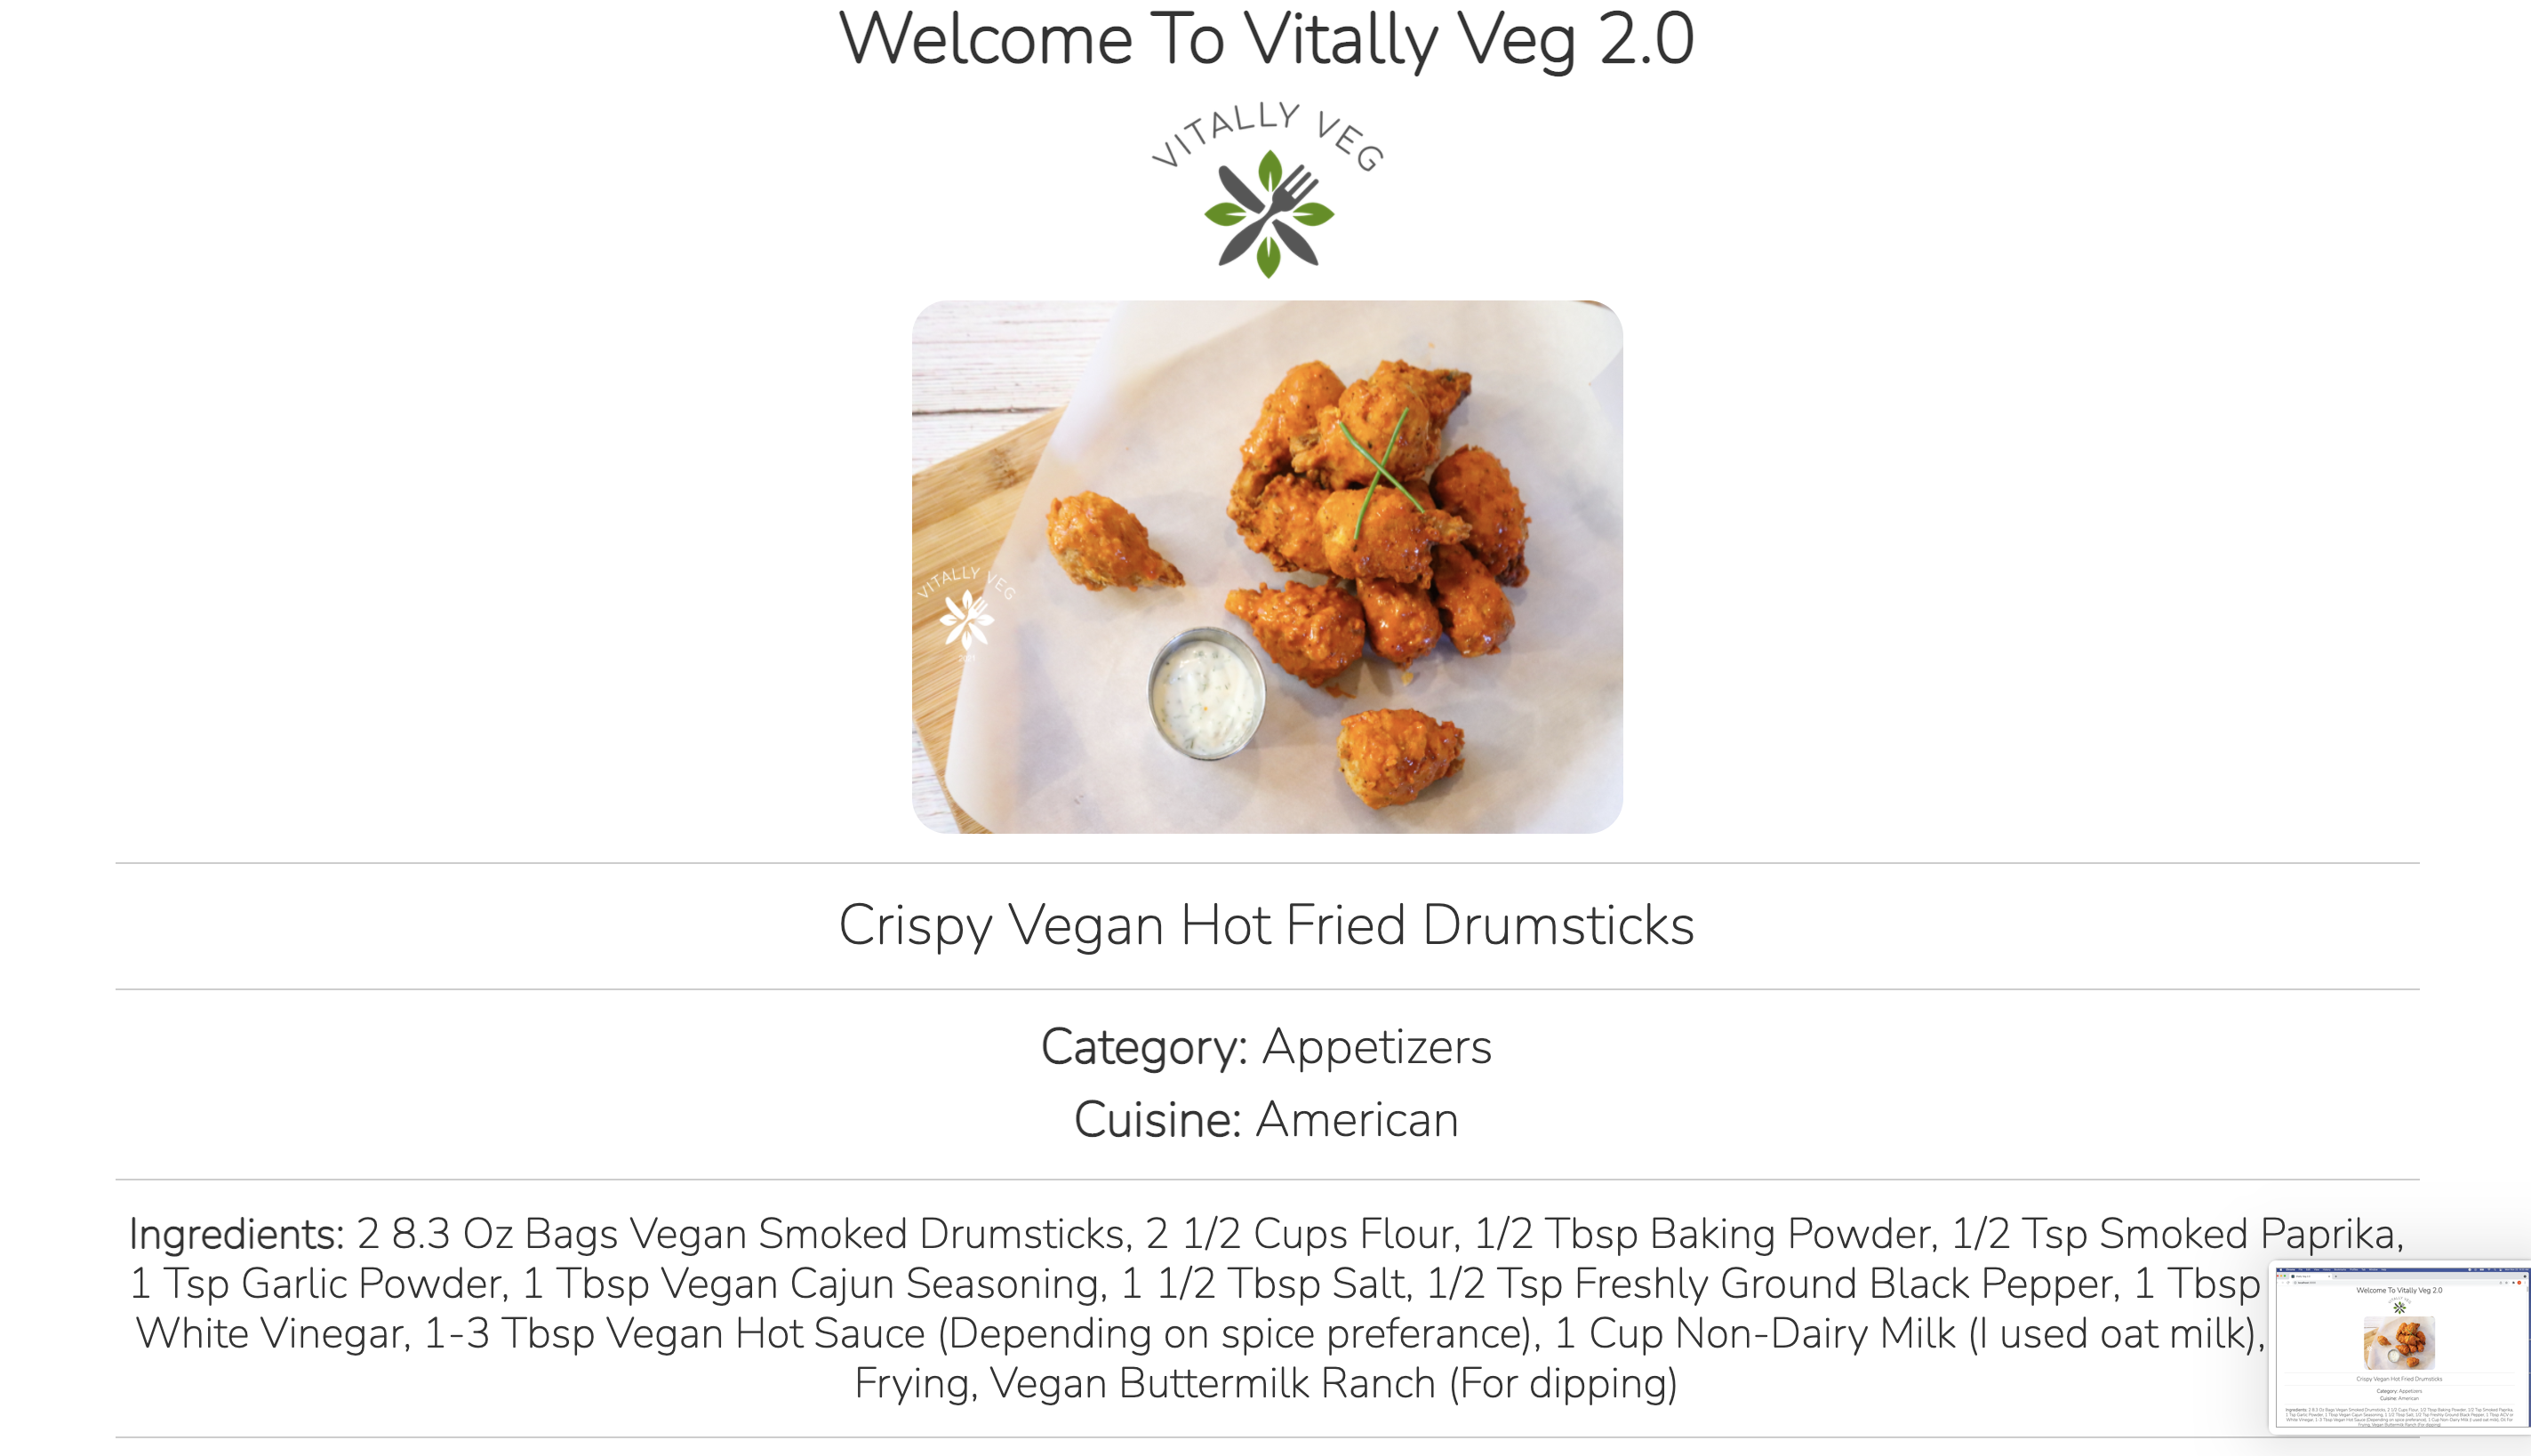 Welcome To Vitally Veg 2.0
VITALLY VEG
VITALLY VEG
2021
Crispy Vegan Hot Fried Drumsticks
Category: Appetizers
Cuisine: American
Ingredients: 2 8.3 Oz Bags Vegan Smoked Drumsticks, 2 1/2 Cups Flour, 1/2 Tbsp Baking Powder, 1/2 Tsp Smoked Paprika,
1 Tsp Garlic Powder, 1 Tbsp Vegan Cajun Seasoning, 1 1/2 Tbsp Salt, 1/2 Tsp Freshly Ground Black Pepper, 1 Tbsp
White Vinegar, 1-3 Tbsp Vegan Hot Sauce (Depending on spice preferance), 1 Cup Non-Dairy Milk (I used oat milk),
Frying, Vegan Buttermilk Ranch (For dipping)
Welcome To Vitally Veg 2.0
Crispy Vegan Hot Fried Drumsticks
Category: Appetizers
Cuisine: American